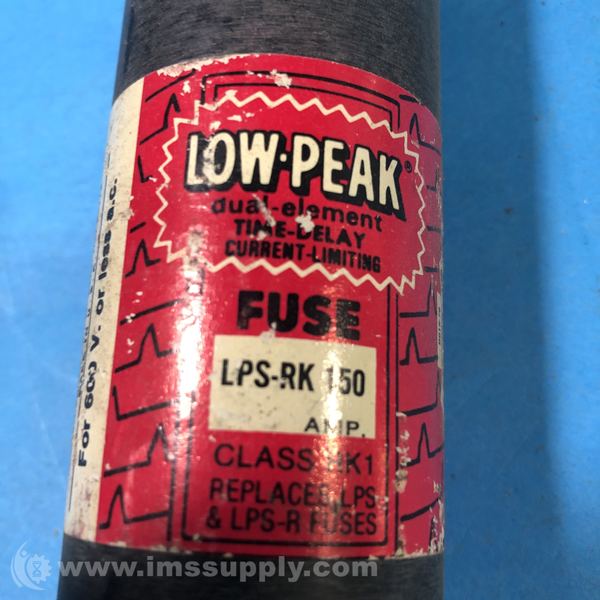 LOW-PEAK®
dual-element
TIME-DELAY
CURRENT-LIMITING
FUSE
LPS-RK 150
AMP.
CLASS RK1
REPLACES LPS
& LPS-R FUSES
For 600 V. or less a.c.
www.imssupply.com